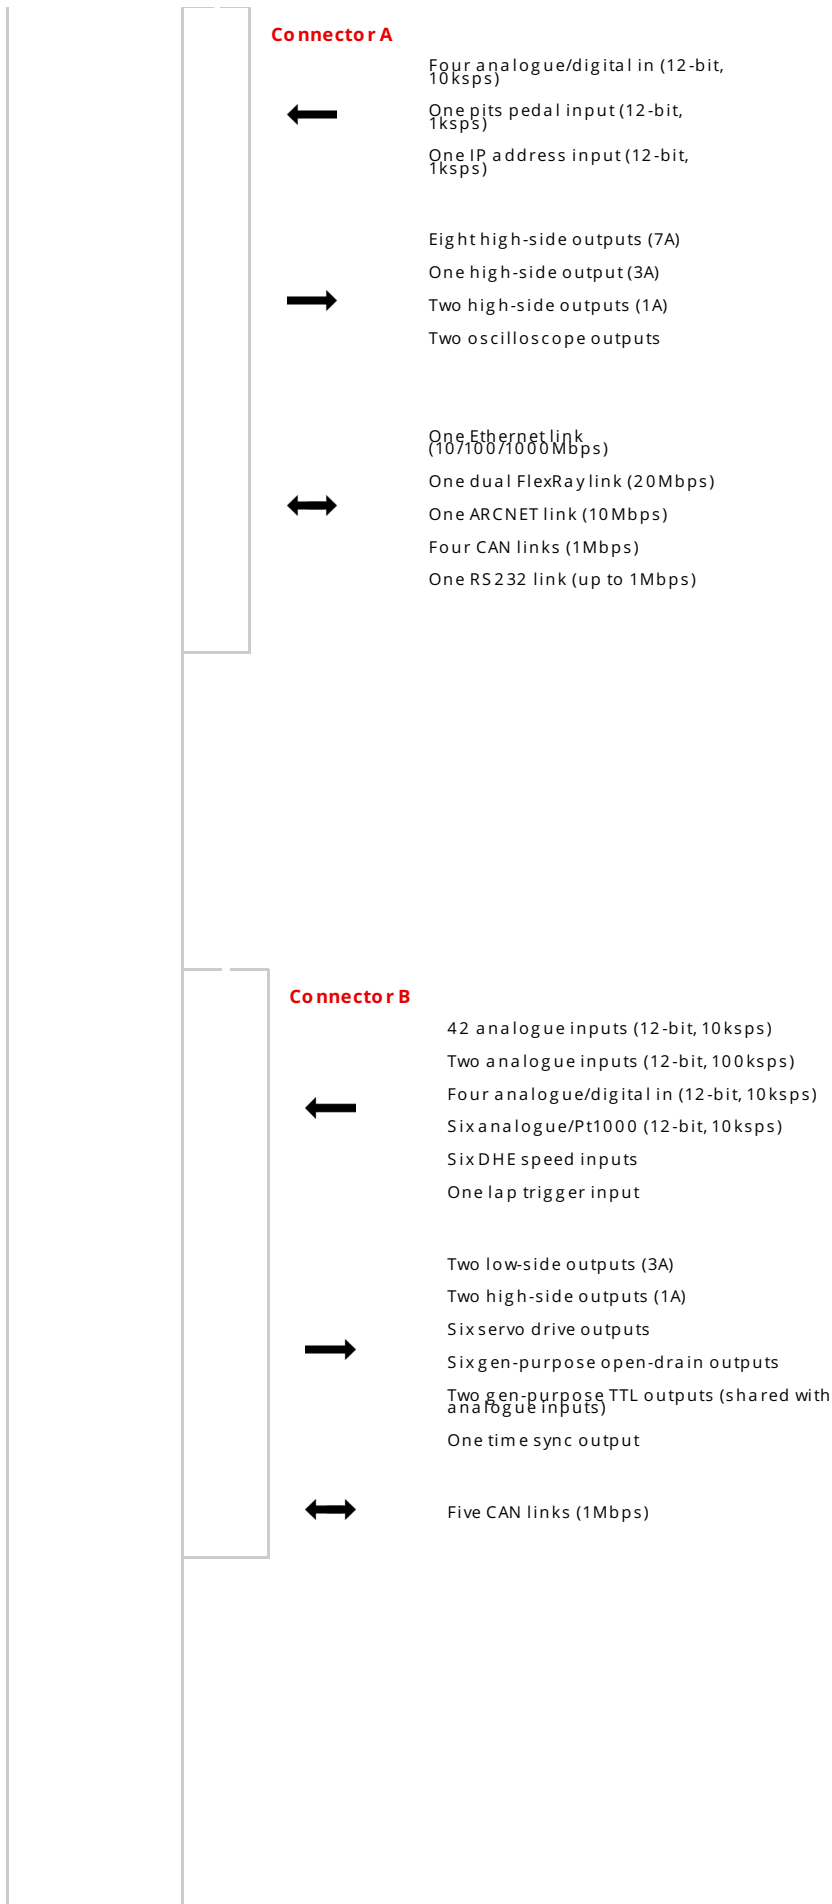 Connector A
Four analogue/digital in (12-bit,
10ksps)
One pits pedal input (12-bit,
1ksps)
One IP address input (12-bit,
1ksps)
Eight high-side outputs (7A)
One high-side output (3A)
Two high-side outputs (1A)
Two oscilloscope outputs
One Ethernet link
(10/100/1000Mbps)
One dual FlexRay link (20Mbps)
One ARCNET link (10Mbps)
Four CAN links (1Mbps)
One RS232 link (up to 1Mbps)
Connector B
42 analogue inputs (12-bit, 10ksps)
Two analogue inputs (12-bit, 100ksps)
Four analogue/digital in (12-bit, 10ksps)
Six analogue/Pt1000 (12-bit, 10ksps)
Six DHE speed inputs
One lap trigger input
Two low-side outputs (3A)
Two high-side outputs (1A)
Six servo drive outputs
Six gen-purpose open-drain outputs
Two gen-purpose TTL outputs (shared with
analogue inputs)
One time sync output
Five CAN links (1Mbps)